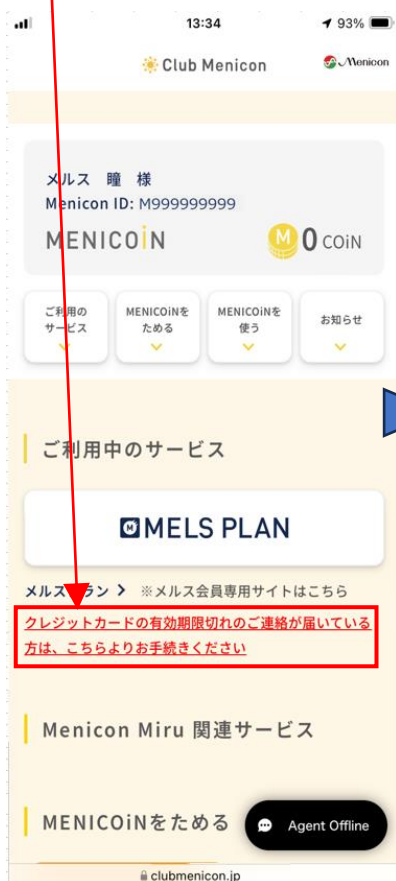 13:34
93%
Club Menicon
Menicon
メルス 瞳 様
Menicon ID: M999999999
MENICOiN
M
0 COiN
ご利用の
サービス
MENICOiNを
ためる
MENICOiNを
使う
お知らせ
ご利用中のサービス
MELS PLAN
メルスプラン > ※メルス会員専用サイトはこちら
クレジットカードの有効期限切れのご連絡が届いている
方は、こちらよりお手続きください
Menicon Miru 関連サービス
MENICOiNをためる
Agent Offline
clubmenicon.jp